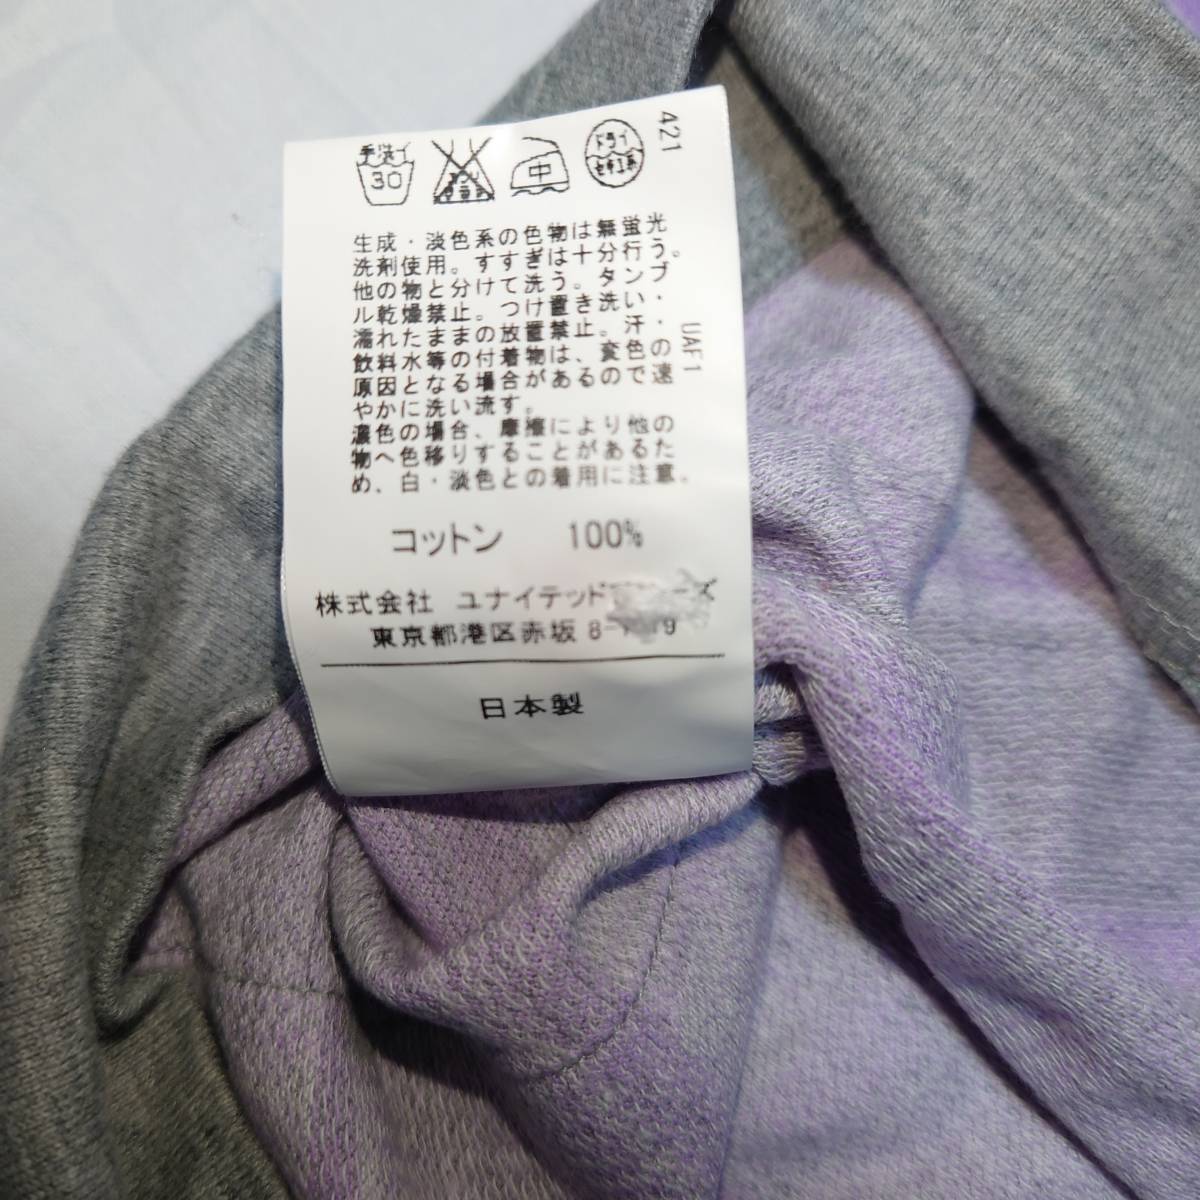 手洗イ
30
エンソ
サラシ
中
ドライ
セキユ系
421
生成・淡色系の色物は無蛍光
洗剤使用。すすぎは十分行う。
他の物と分けて洗う。タンブ
ル乾燥禁止。つけ置き洗い・
濡れたままの放置禁止。汗・
飲料水等の付着物は、変色の
原因となる場合があるので速
やかに洗い流す。
濃色の場合、摩擦により他の
物へ色移りすることがあるた
め、白・淡色との着用に注意。
UAF1
コットン 100%
株式会社 ユナイテッド
東京都港区赤坂
日本製